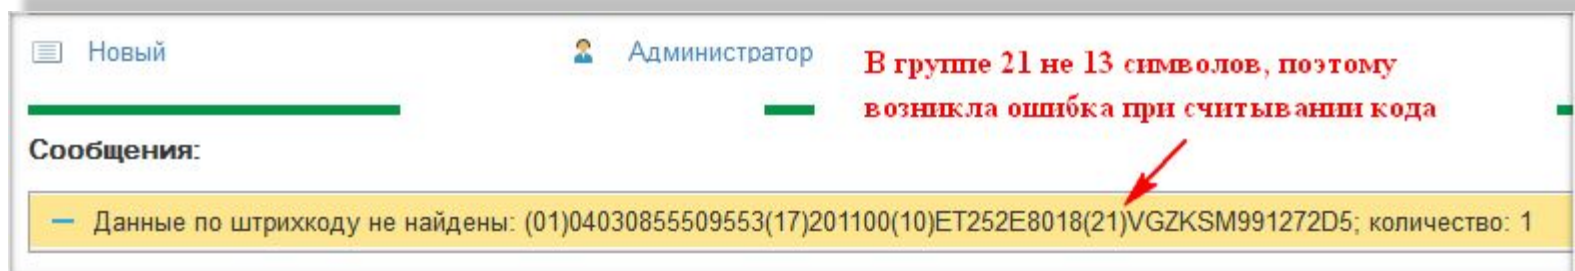 Новый
Администратор
В группе 21 не 13 символов, поэтому
возникла ошибка при считывании кода
Сообщения:
Данные по штрихкоду не найдены: (01)04030855509553(17)201100(10)ET252E8018(21)VGZKSM991272D5; количество: 1